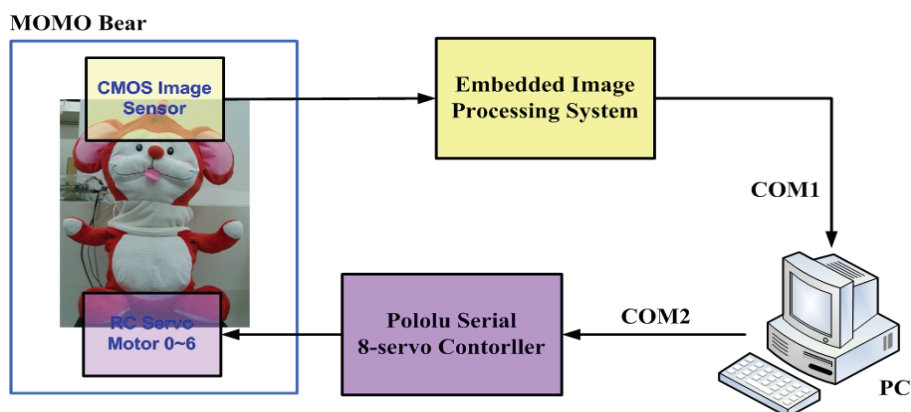 MOMO Bear
CMOS Image
Sensor
Embedded Image
Processing System
COM1
RC Servo
Motor 0~6
Pololu Serial
8-servo Contorller
COM2
PC